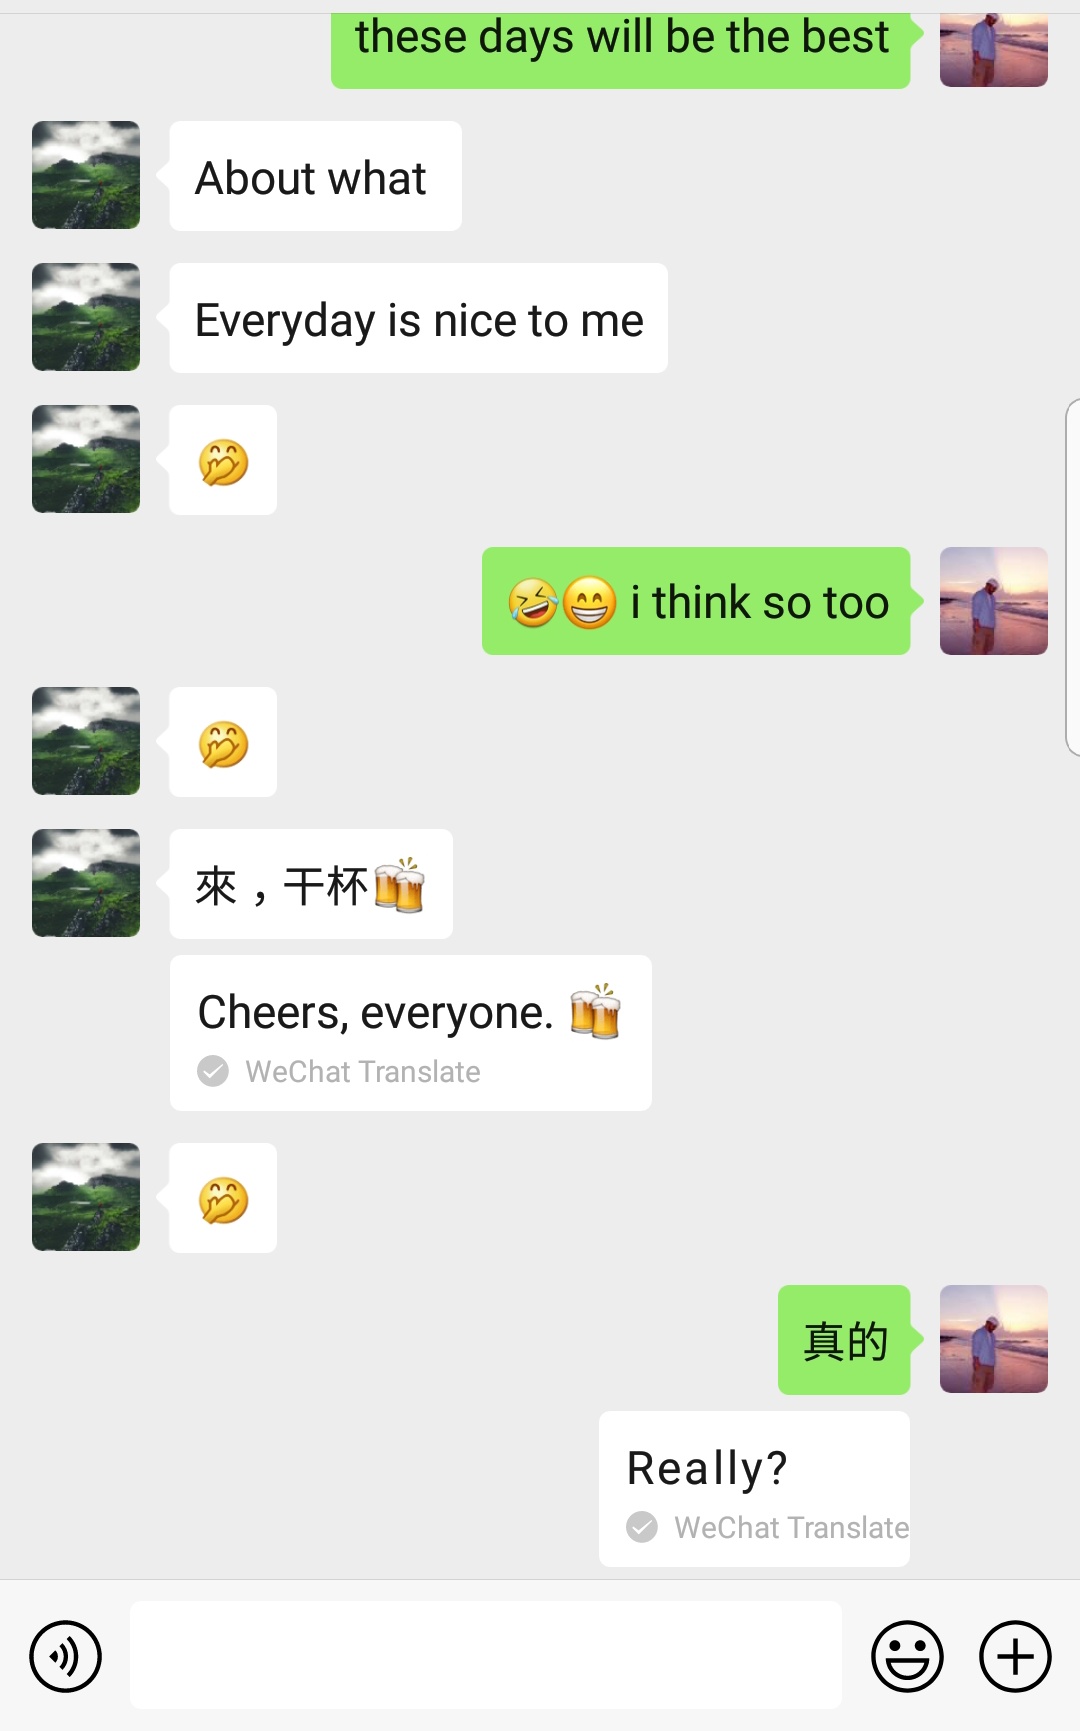 these days will be the best
About what
Everyday is nice to me
🤭
🤣😁 i think so too
🤭
來，干杯🍻
Cheers, everyone. 🍻
WeChat Translate
🤭
真的
Really?
WeChat Translate